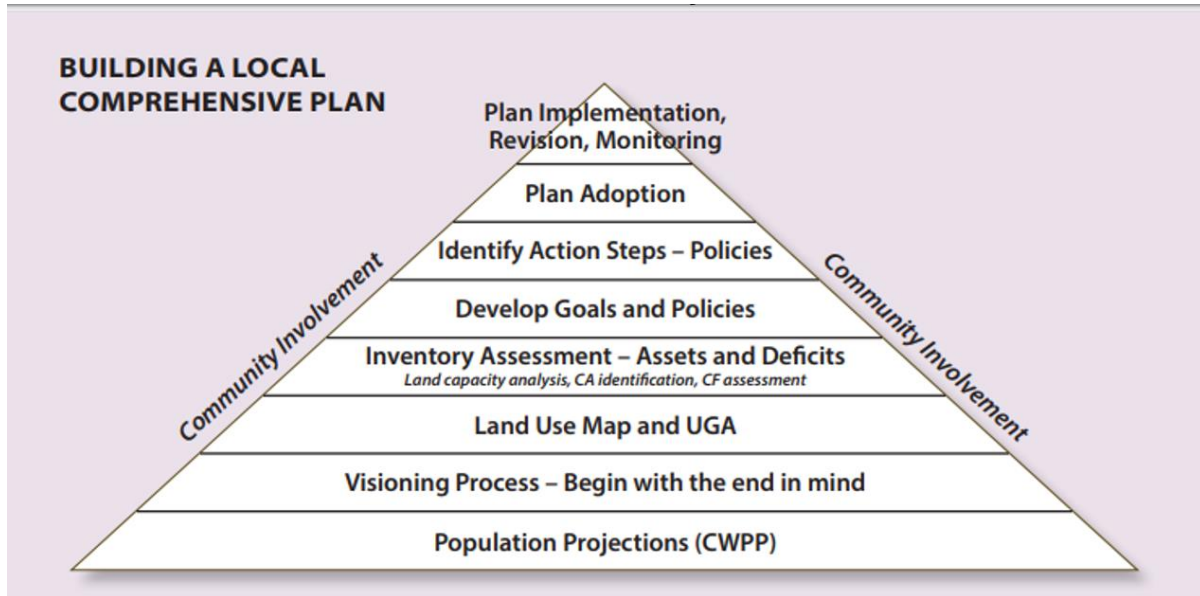 BUILDING A LOCAL
COMPREHENSIVE PLAN
Plan Implementation,
Revision, Monitoring
Plan Adoption
Identify Action Steps – Policies
Develop Goals and Policies
Inventory Assessment – Assets and Deficits
Land capacity analysis, CA identification, CF assessment
Land Use Map and UGA
Visioning Process – Begin with the end in mind
Population Projections (CWPP)
Community Involvement
Community Involvement